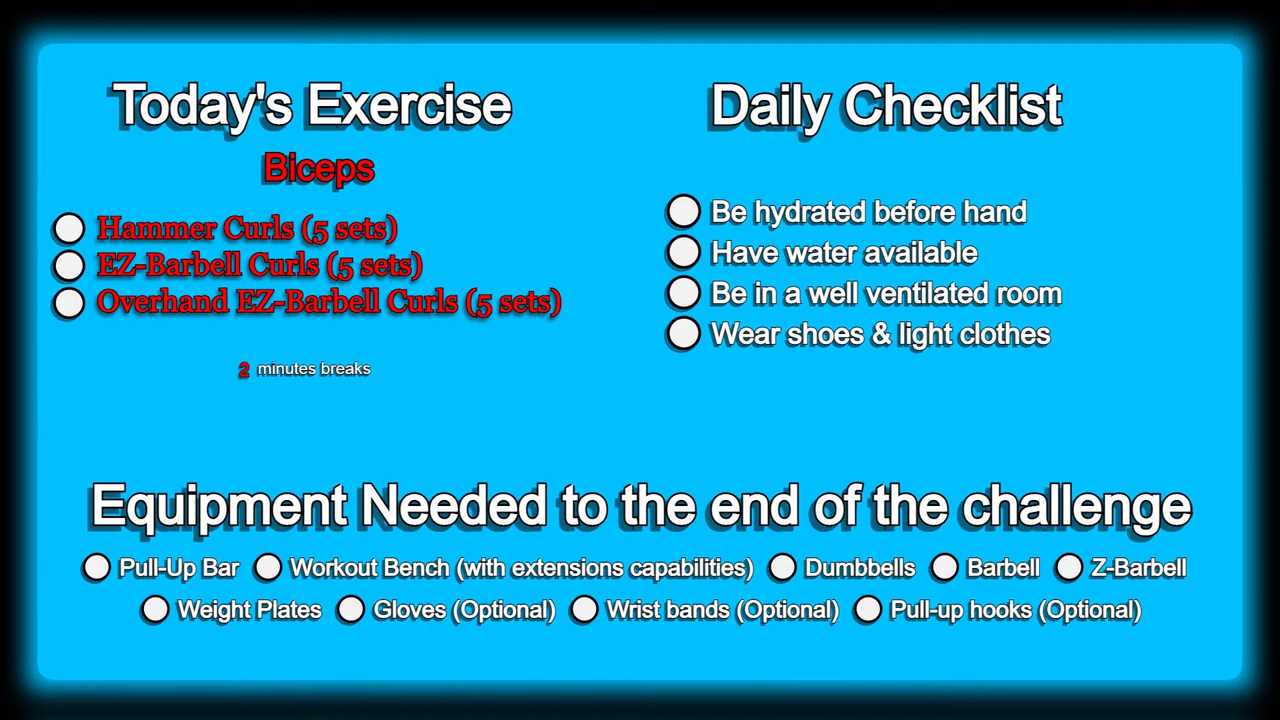 Today's Exercise
Biceps
Hammer Curls (5 sets)
EZ-Barbell Curls (5 sets)
Overhand EZ-Barbell Curls (5 sets)
2 minutes breaks
Daily Checklist
Be hydrated before hand
Have water available
Be in a well ventilated room
Wear shoes & light clothes
Equipment Needed to the end of the challenge
Pull-Up Bar Workout Bench (with extensions capabilities) Dumbbells Barbell Z-Barbell
Weight Plates Gloves (Optional) Wrist bands (Optional) Pull-up hooks (Optional)